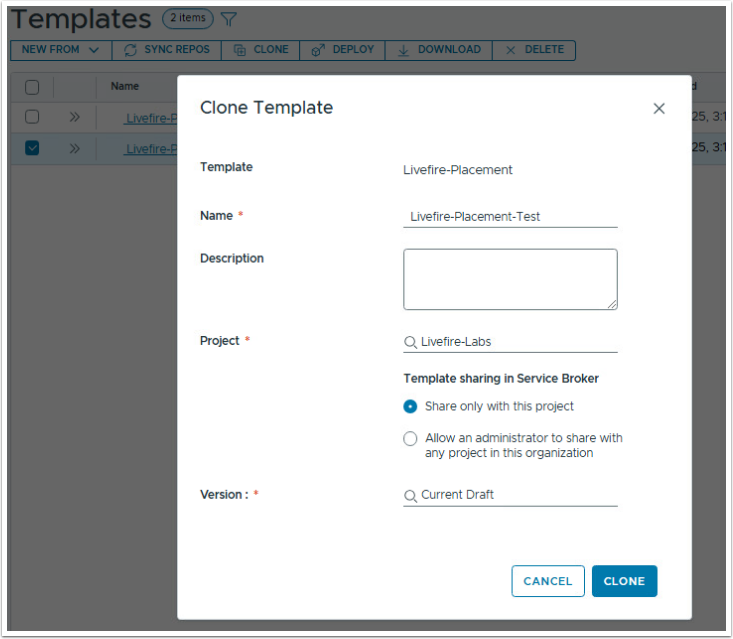 Templates 2 items
NEW FROM SYNC REPOS CLONE DEPLOY DOWNLOAD DELETE
Name
Livefire-P 25, 3:1
Livefire-P 25, 3:1
Clone Template
Template Livefire-Placement
Name * Livefire-Placement-Test
Description
Project * Livefire-Labs
Template sharing in Service Broker
Share only with this project
Allow an administrator to share with
any project in this organization
Version : * Current Draft
CANCEL CLONE